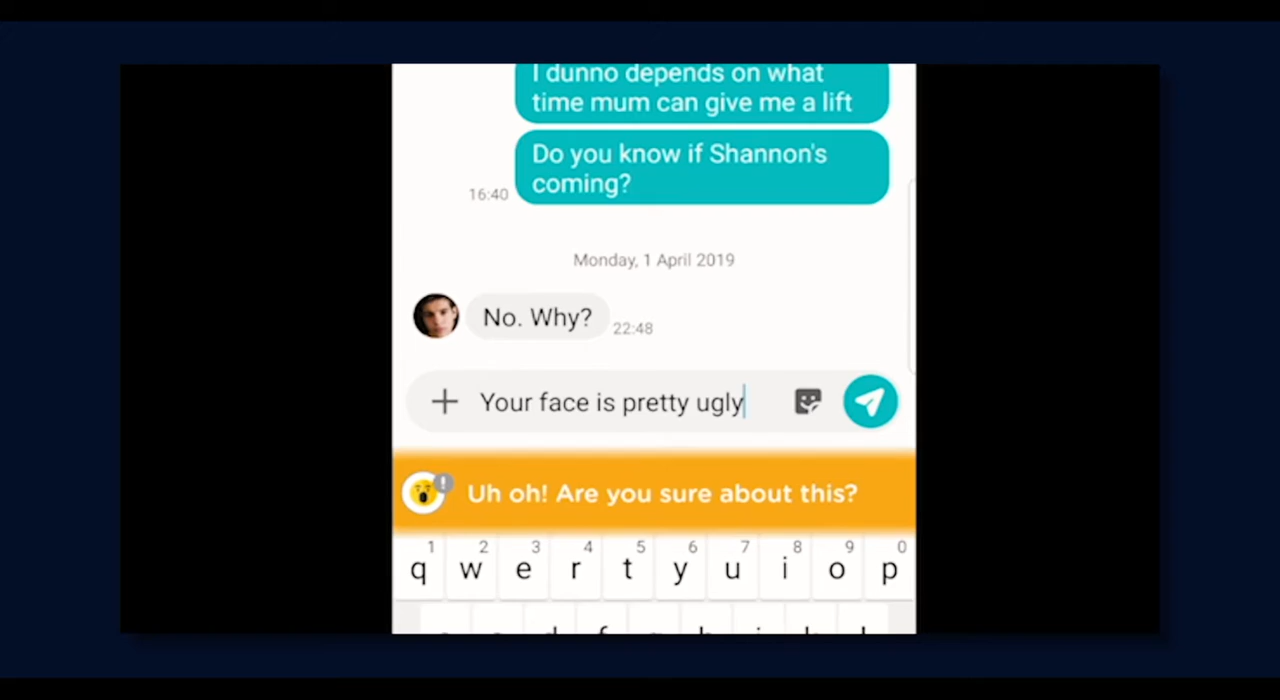 I dunno depends on what
time mum can give me a lift
Do you know if Shannon's
coming?
16:40
Monday, 1 April 2019
No. Why?
22:48
Your face is pretty ugly
Uh oh! Are you sure about this?
1 2 3 4 5 6 7 8 9 0
q w e r t y u i o p